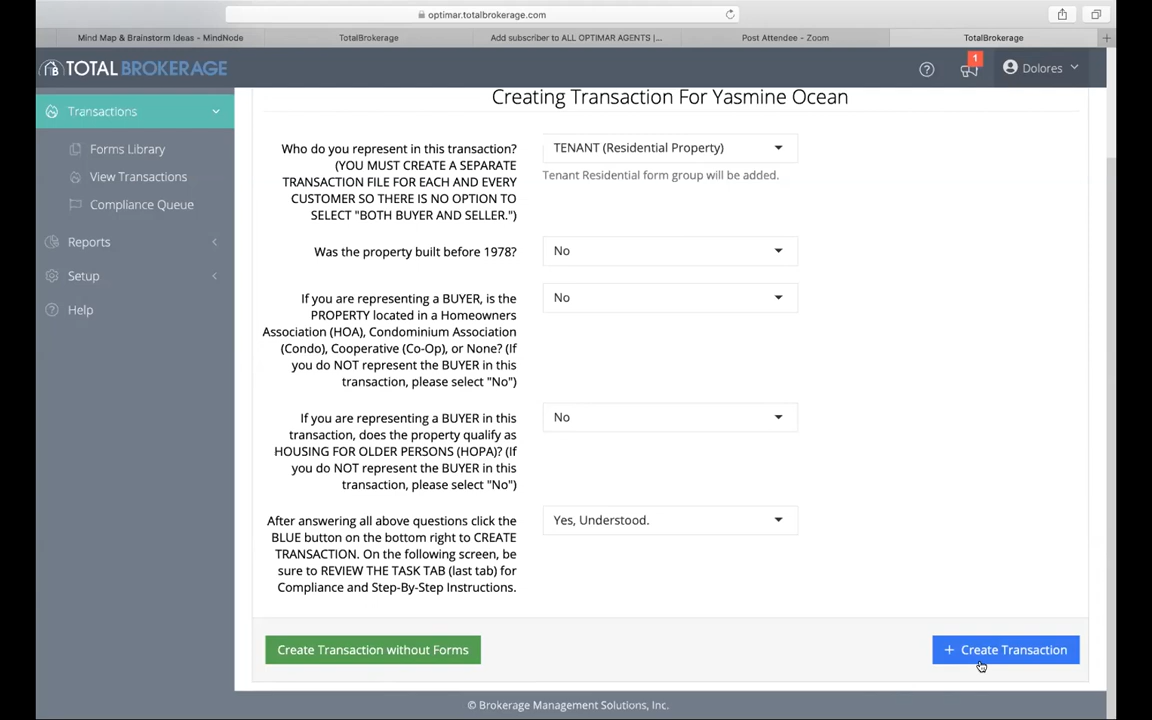 optimar.totalbrokerage.com
Mind Map & Brainstorm Ideas - MindNode
TotalBrokerage
Add subscriber to ALL OPTIMAR AGENTS |...
Post Attendee - Zoom
TotalBrokerage
TOTAL BROKERAGE
1
Dolores
Transactions
Forms Library
View Transactions
Compliance Queue
Reports
Setup
Help
Creating Transaction For Yasmine Ocean
Who do you represent in this transaction?
(YOU MUST CREATE A SEPARATE
TRANSACTION FILE FOR EACH AND EVERY
CUSTOMER SO THERE IS NO OPTION TO
SELECT "BOTH BUYER AND SELLER.")
TENANT (Residential Property)
Tenant Residential form group will be added.
Was the property built before 1978?
No
If you are representing a BUYER, is the
PROPERTY located in a Homeowners
Association (HOA), Condominium Association
(Condo), Cooperative (Co-Op), or None? (If
you do NOT represent the BUYER in this
transaction, please select "No")
No
If you are representing a BUYER in this
transaction, does the property qualify as
HOUSING FOR OLDER PERSONS (HOPA)? (If
you do NOT represent the BUYER in this
transaction, please select "No")
No
After answering all above questions click the
BLUE button on the bottom right to CREATE
TRANSACTION. On the following screen, be
sure to REVIEW THE TASK TAB (last tab) for
Compliance and Step-By-Step Instructions.
Yes, Understood.
Create Transaction without Forms
+ Create Transaction
© Brokerage Management Solutions, Inc.